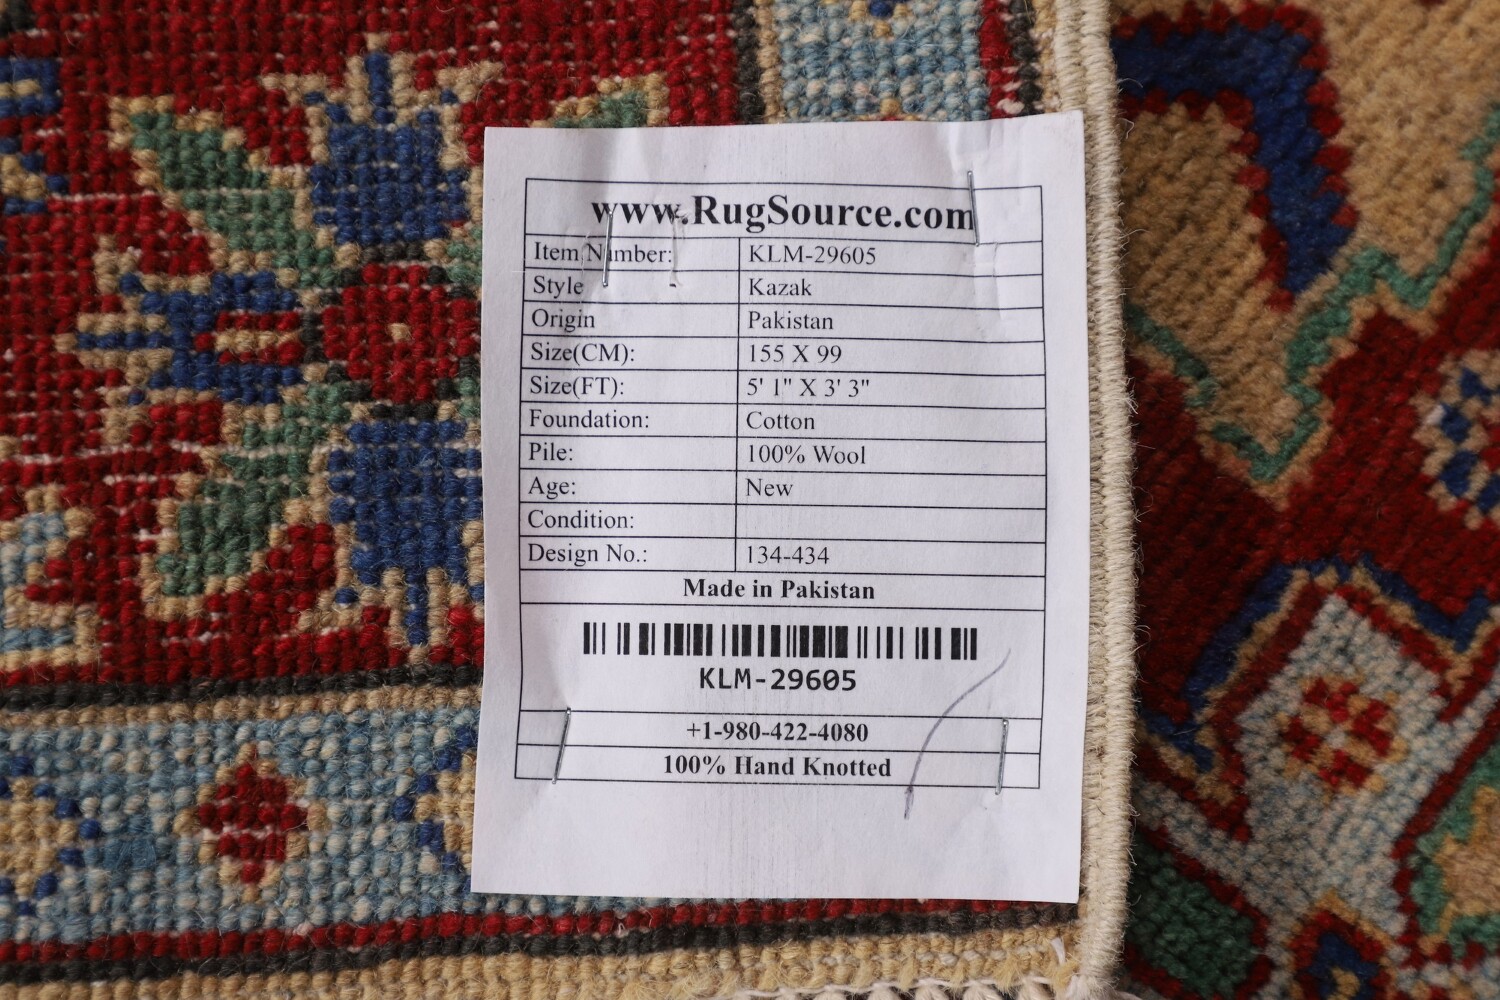 www.RugSource.com
Item Number: KLM-29605
Style Kazak
Origin Pakistan
Size(CM): 155 X 99
Size(FT): 5' 1" X 3' 3"
Foundation: Cotton
Pile: 100% Wool
Age: New
Condition:
Design No.: 134-434
Made in Pakistan
KLM-29605
+1-980-422-4080
100% Hand Knotted